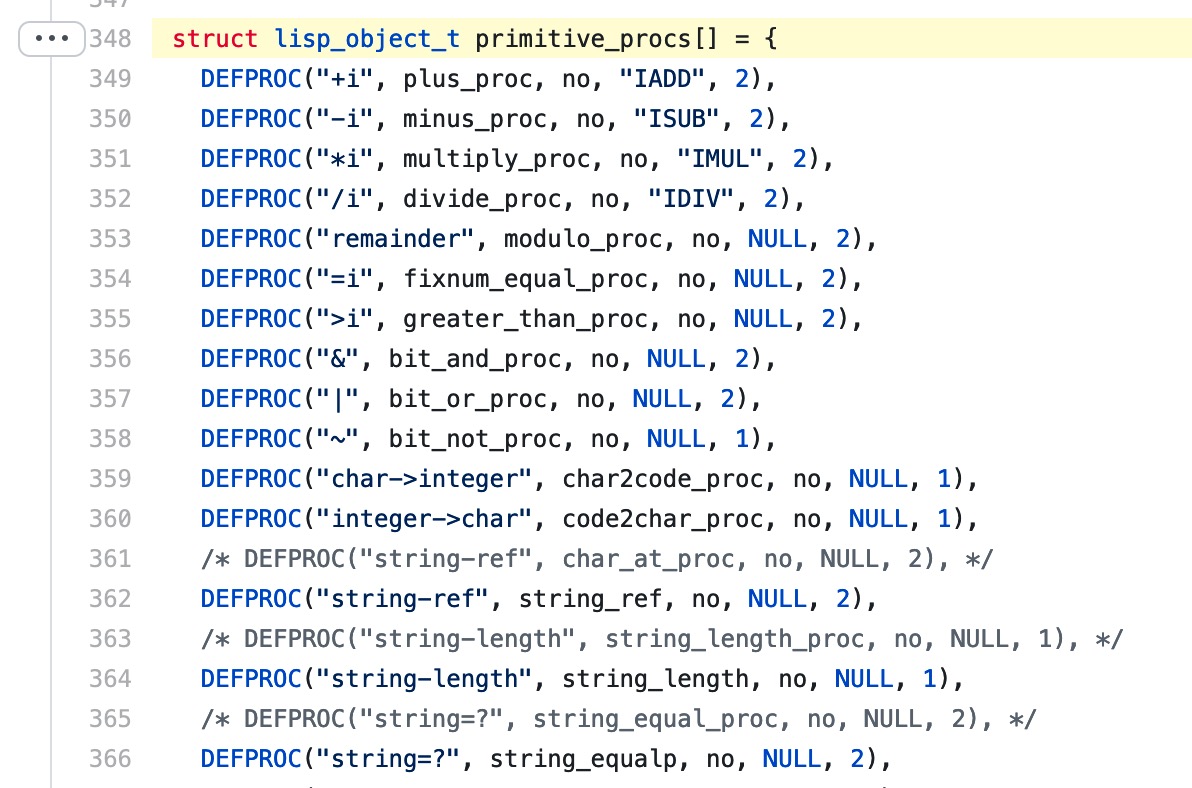 347
348 struct lisp_object_t primitive_procs[] = {
349 DEFPROC("+i", plus_proc, no, "IADD", 2),
350 DEFPROC("-i", minus_proc, no, "ISUB", 2),
351 DEFPROC("*i", multiply_proc, no, "IMUL", 2),
352 DEFPROC("/i", divide_proc, no, "IDIV", 2),
353 DEFPROC("remainder", modulo_proc, no, NULL, 2),
354 DEFPROC("=i", fixnum_equal_proc, no, NULL, 2),
355 DEFPROC(">i", greater_than_proc, no, NULL, 2),
356 DEFPROC("&", bit_and_proc, no, NULL, 2),
357 DEFPROC("|", bit_or_proc, no, NULL, 2),
358 DEFPROC("~", bit_not_proc, no, NULL, 1),
359 DEFPROC("char->integer", char2code_proc, no, NULL, 1),
360 DEFPROC("integer->char", code2char_proc, no, NULL, 1),
361 /* DEFPROC("string-ref", char_at_proc, no, NULL, 2), */
362 DEFPROC("string-ref", string_ref, no, NULL, 2),
363 /* DEFPROC("string-length", string_length_proc, no, NULL, 1), */
364 DEFPROC("string-length", string_length, no, NULL, 1),
365 /* DEFPROC("string=?", string_equal_proc, no, NULL, 2), */
366 DEFPROC("string=?", string_equalp, no, NULL, 2),